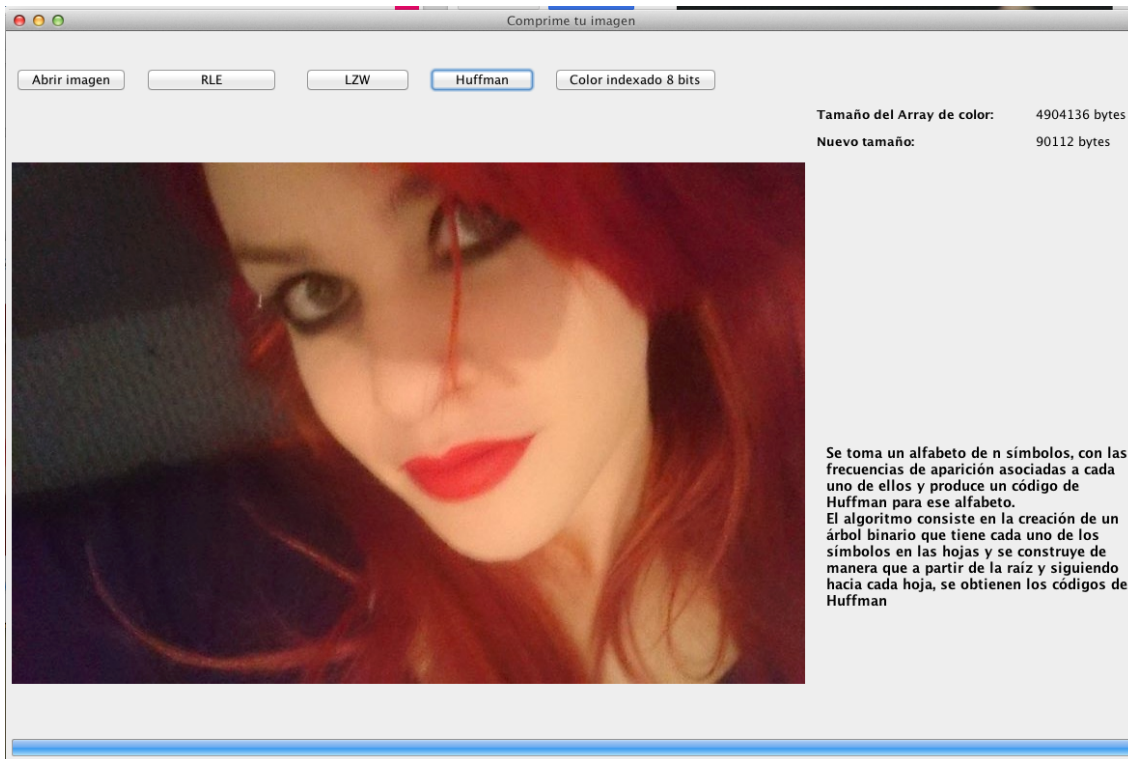 Comprime tu imagen
Abrir imagen
RLE
LZW
Huffman
Color indexado 8 bits
Tamaño del Array de color: 4904136 bytes
Nuevo tamaño: 90112 bytes
Se toma un alfabeto de n símbolos, con las
frecuencias de aparición asociadas a cada
uno de ellos y produce un código de
Huffman para ese alfabeto.
El algoritmo consiste en la creación de un
árbol binario que tiene cada uno de los
símbolos en las hojas y se construye de
manera que a partir de la raíz y siguiendo
hacia cada hoja, se obtienen los códigos de
Huffman